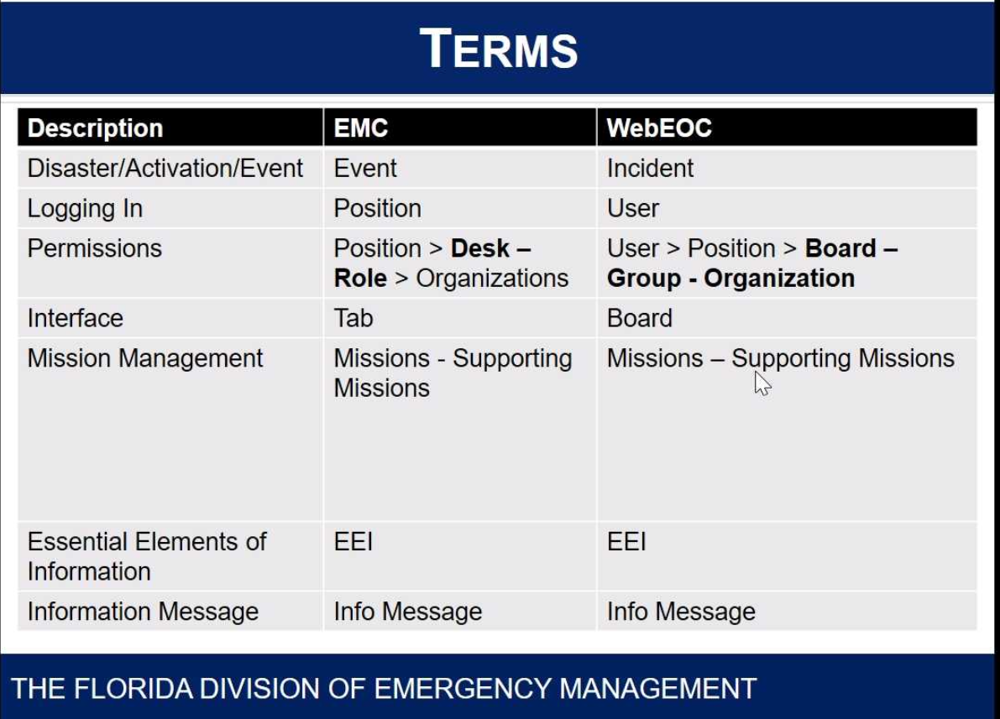 TERMS
Description EMC WebEOC
Disaster/Activation/Event Event Incident
Logging In Position User
Permissions Position > Desk – User > Position > Board –
Role > Organizations Group - Organization
Interface Tab Board
Mission Management Missions - Supporting Missions – Supporting Missions
Missions
Essential Elements of EEI EEI
Information
Information Message Info Message Info Message
THE FLORIDA DIVISION OF EMERGENCY MANAGEMENT